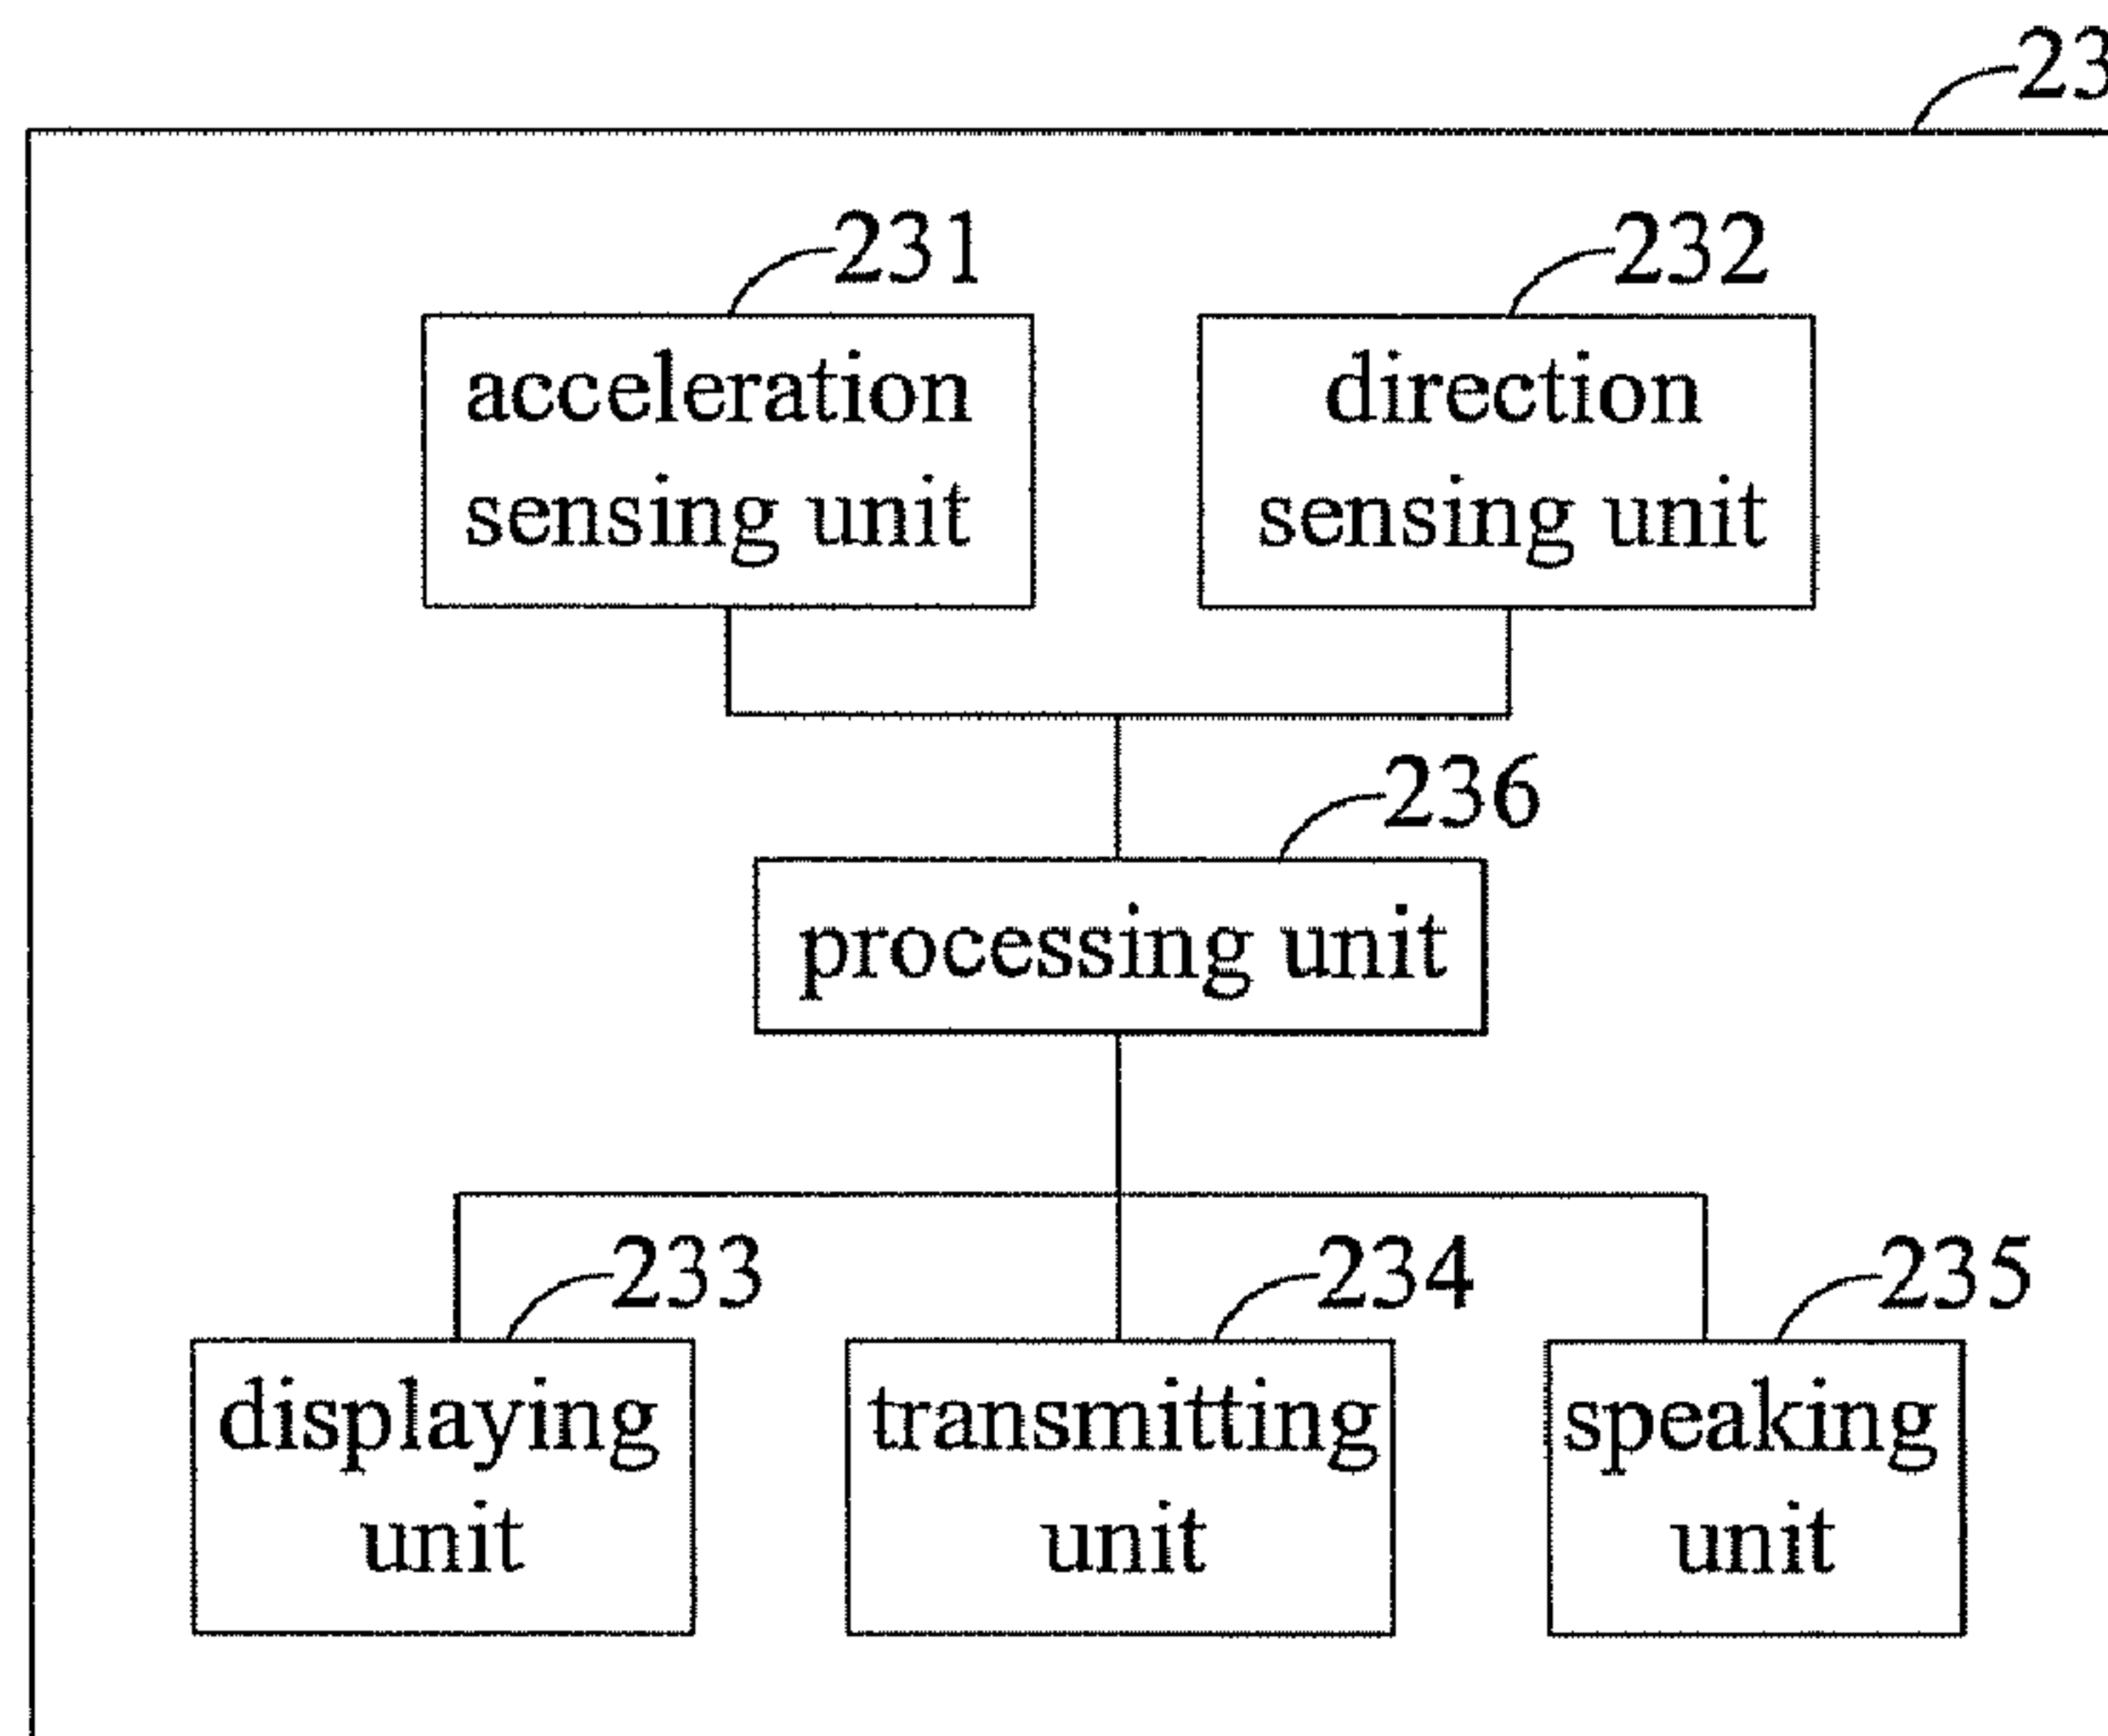 23
231
232
acceleration
sensing unit
direction
sensing unit
236
processing unit
233
234
235
displaying
unit
transmitting
unit
speaking
unit